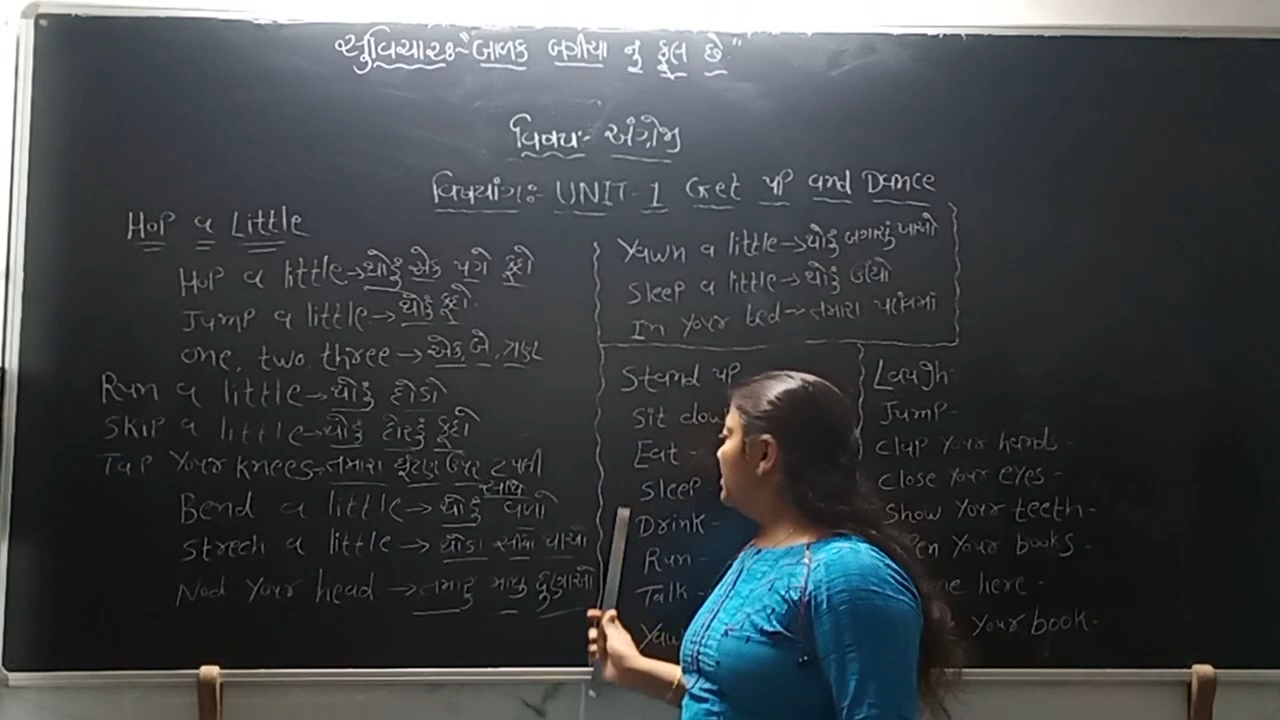 સુવિચારઃ- "બાળક બગીચા નુ ફૂલ છે"
વિષયઃ- અંગ્રેજી
વિષયાંગઃ- UNIT-1 Get up and Dance
Hop a Little
Hop a little→થોડું એક પગે કૂદો
Jump a little→થોડું કૂદો.
one, two, three→એક, બે, ત્રણ
Run a little→થોડું દોડો
Skip a little→થોડું દોરડું કૂદો
Tap your knees-તમારા ઘૂંટણ ઉપર ટપલી
Bend a little→થોડું વળો
Strech a little→થોડા સીધા થાઓ
Nod your head→તમારુ માથુ ધુણાઓ
Yawn a little→થોડું બગાસું ખાઓ
Sleep a little→થોડું ઊંઘો
In your bed→તમારા પલંગમાં
Stand up
Sit
Eat-
Sleep-
Drink-
Run-
Talk-
Laugh-
Jump-
Clap your hands-
Close your eyes-
Show your teeth-
your books-
here-
your book-